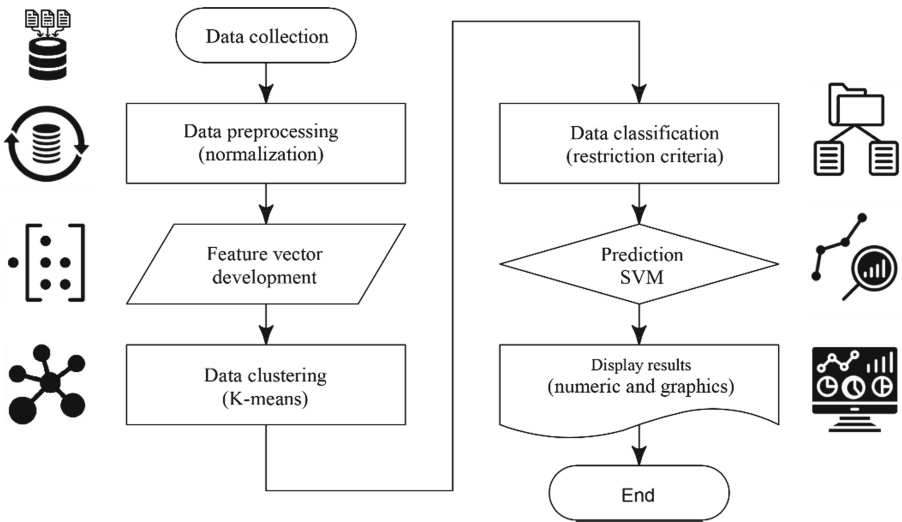 Data collection
Data preprocessing
(normalization)
Feature vector
development
Data clustering
(K-means)
Data classification
(restriction criteria)
Prediction
SVM
Display results
(numeric and graphics)
End